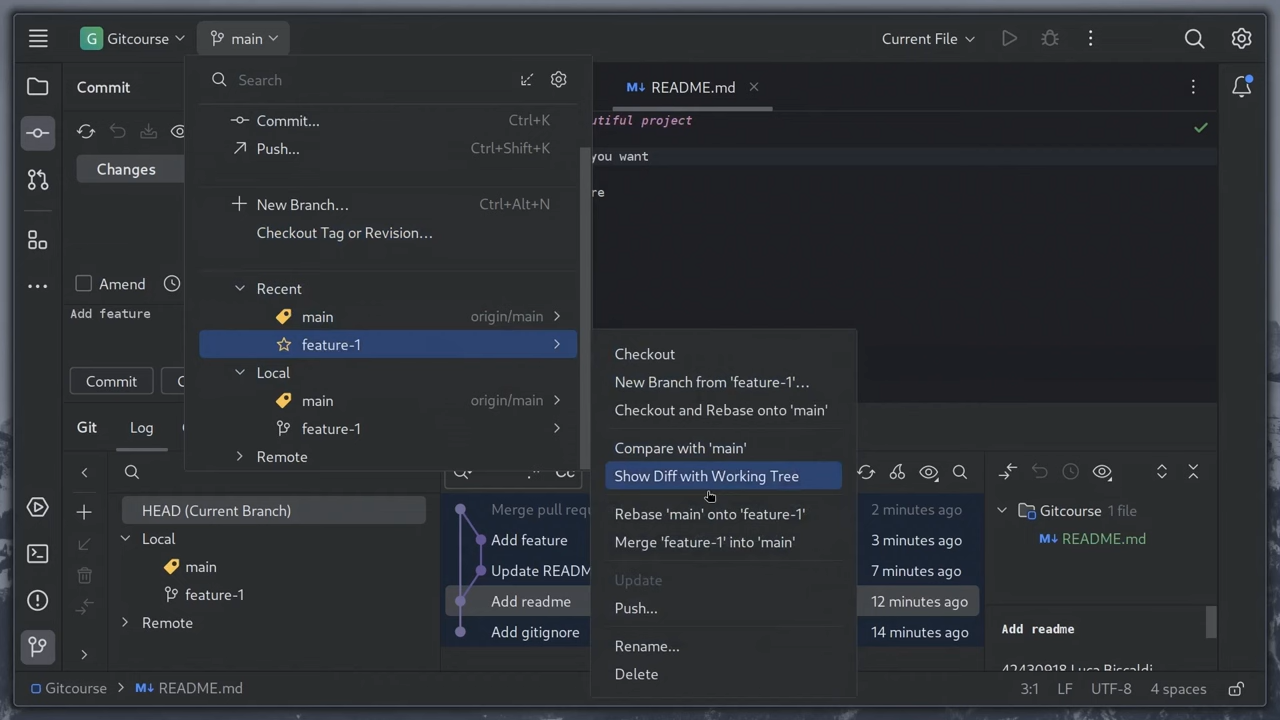 G Gitcourse
main
Current File
Search
Commit
README.md
Commit... Ctrl+K
Push... Ctrl+Shift+K
utiful project
Changes
you want
New Branch... Ctrl+Alt+N
re
Checkout Tag or Revision...
Amend
Recent
Add feature
main origin/main
feature-1
Local
Commit
main origin/main
feature-1
Remote
Checkout
New Branch from 'feature-1'...
Checkout and Rebase onto 'main'
Compare with 'main'
Show Diff with Working Tree
Rebase 'main' onto 'feature-1'
Merge 'feature-1' into 'main'
Update
Push...
Rename...
Delete
Git Log
.* Cc
HEAD (Current Branch)
Local
main
feature-1
Remote
Merge pull requ 2 minutes ago
Add feature 3 minutes ago
Update README 7 minutes ago
Add readme 12 minutes ago
Add gitignore 14 minutes ago
Gitcourse 1 file
README.md
Add readme
42430918 Luca Biscaldi
Gitcourse > README.md
3:1 LF UTF-8 4 spaces